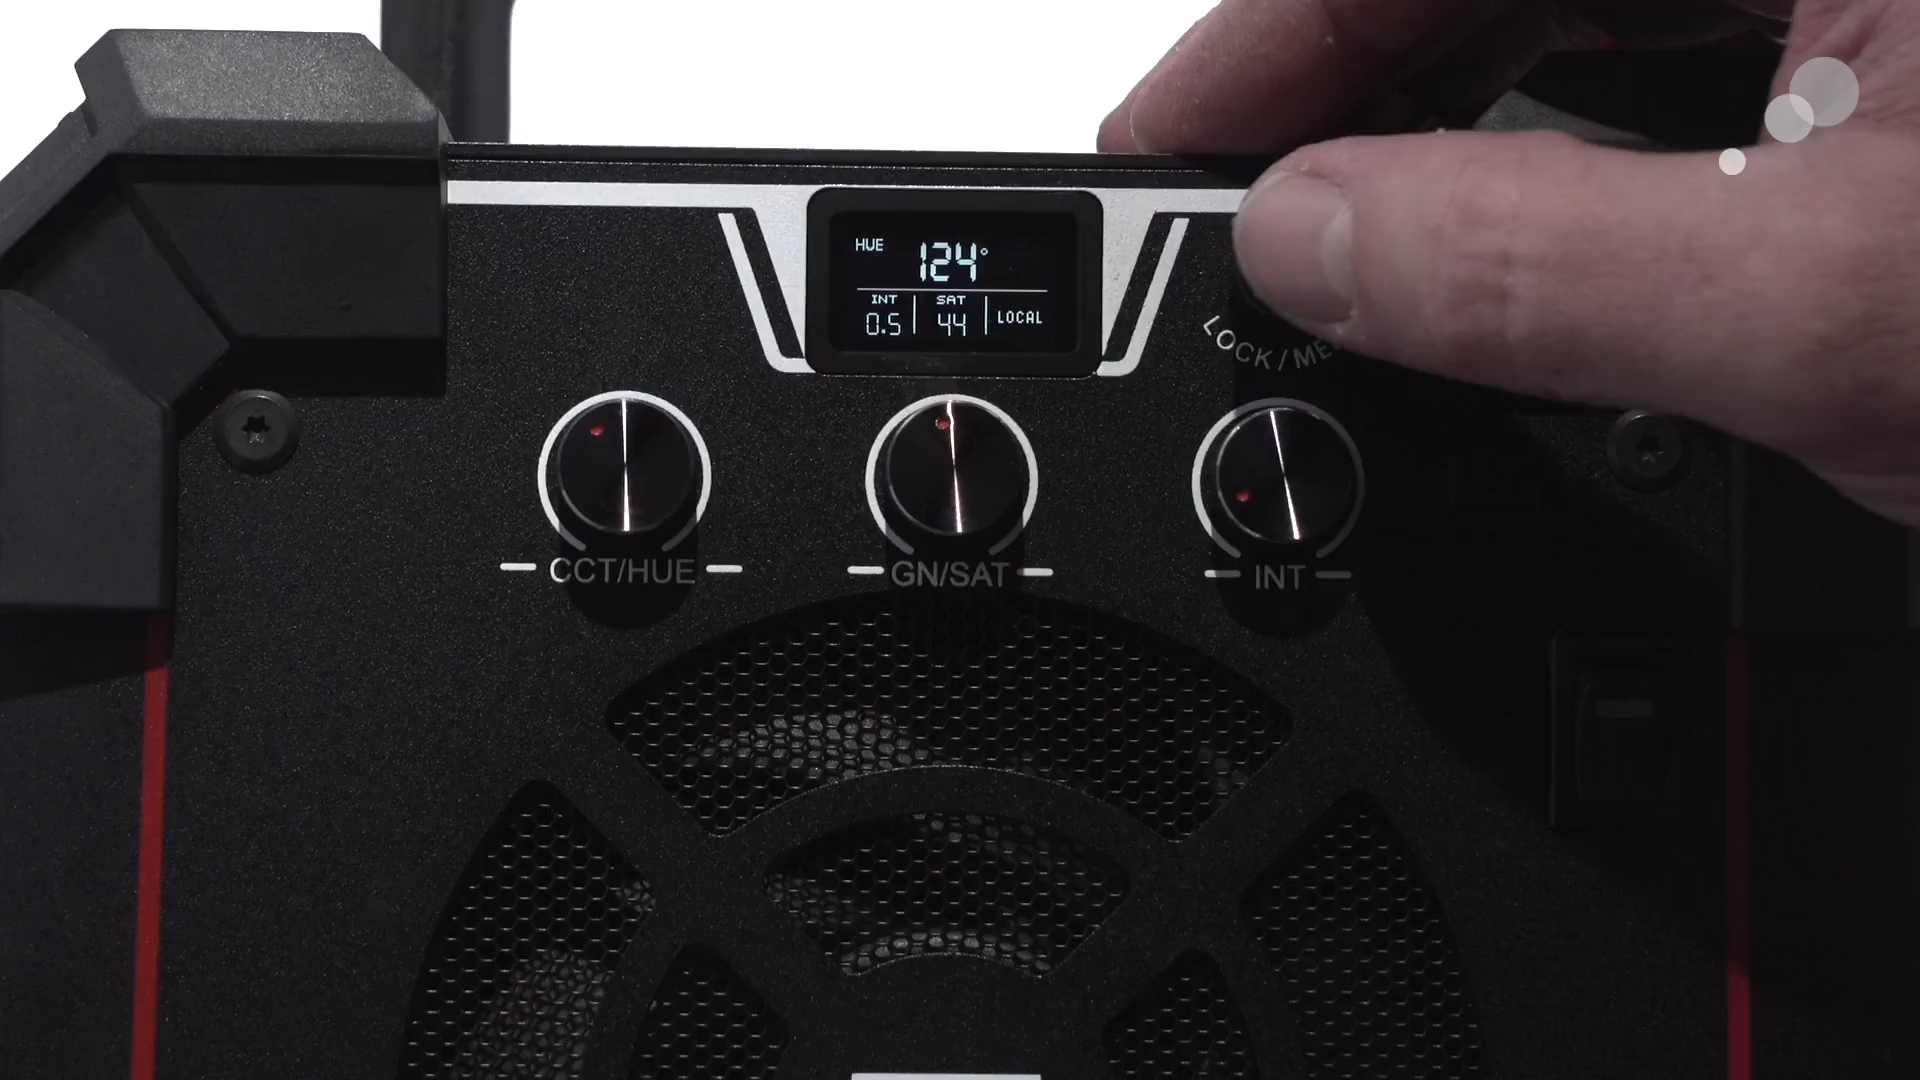 HUE 124°
INT SAT
0.5 44 LOCAL
LOCK/ME
CCT/HUE
GN/SAT
INT